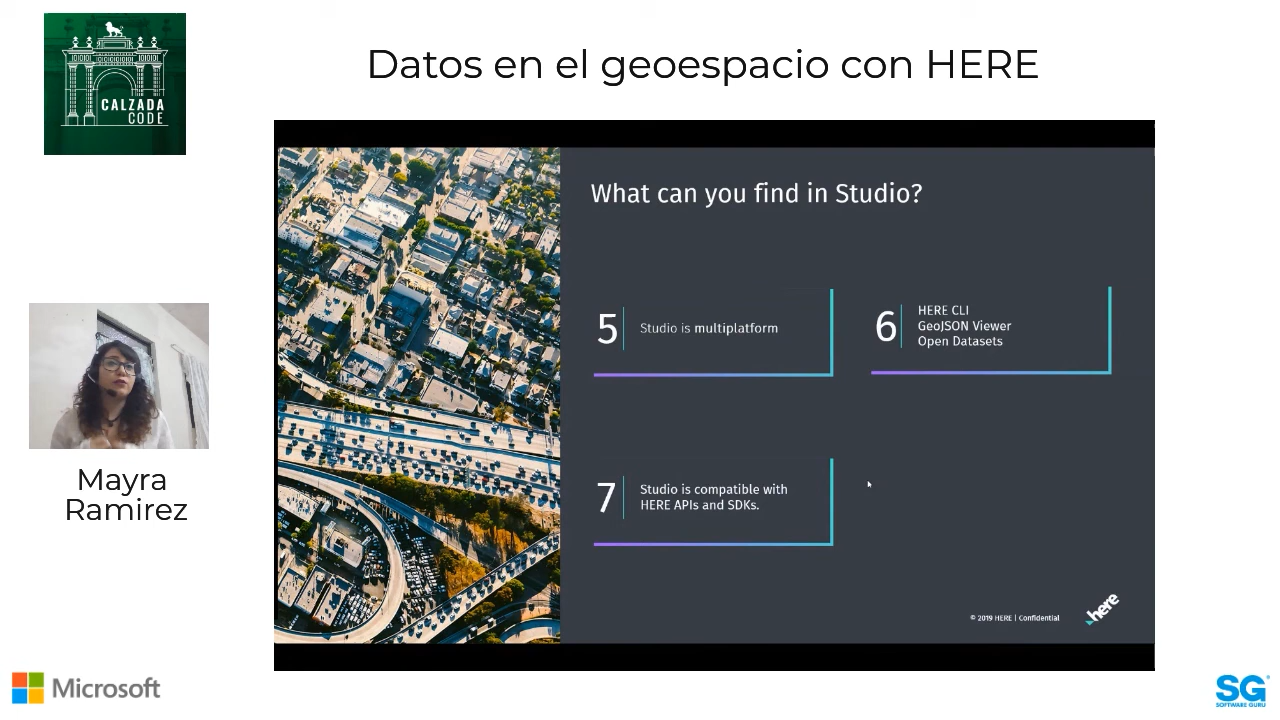 CALZADA
CODE
Datos en el geoespacio con HERE
What can you find in Studio?
5
Studio is multiplatform
6
HERE CLI
GeoJSON Viewer
Open Datasets
7
Studio is compatible with
HERE APIs and SDKs.
© 2019 HERE | Confidential
here
Mayra
Ramirez
Microsoft
SG
SOFTWARE GURU